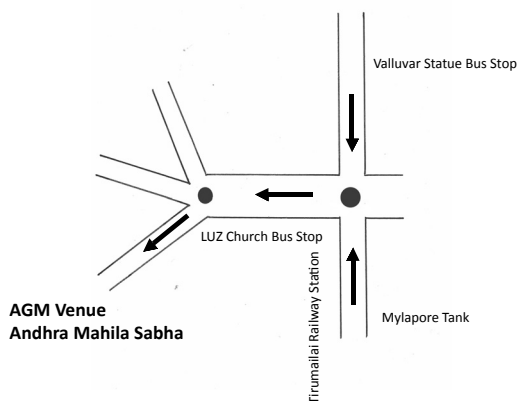 Valluvar Statue Bus Stop
LUZ Church Bus Stop
AGM Venue
Andhra Mahila Sabha
Tirumailai Railway Station
Mylapore Tank